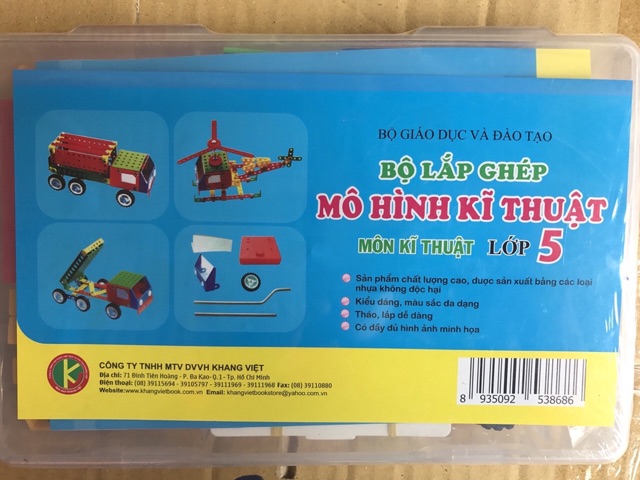 BỘ GIÁO DỤC VÀ ĐÀO TẠO
BỘ LẮP GHÉP
MÔ HÌNH KĨ THUẬT
MÔN KĨ THUẬT LỚP 5
Sản phẩm chất lượng cao, dược sản xuất bằng các loại
nhựa không độc hại
Kiểu dáng, màu sắc đa dạng
Tháo, lắp dễ dàng
Có đầy dủ hình ảnh minh họa
K
CÔNG TY TNHH MTV DVVH KHANG VIỆT
Địa chỉ: 71 Đinh Tiên Hoàng - P. Đa Kao- Q.1 - Tp. Hồ Chí Minh
Điện thoại: (08) 39115694 - 39105797 - 39111969 - 39111968 Fax: (08) 39110880
Website:www.khangvietbook.com.vn Email: khangvietbookstore@yahoo.com.vn
8 935092 538686